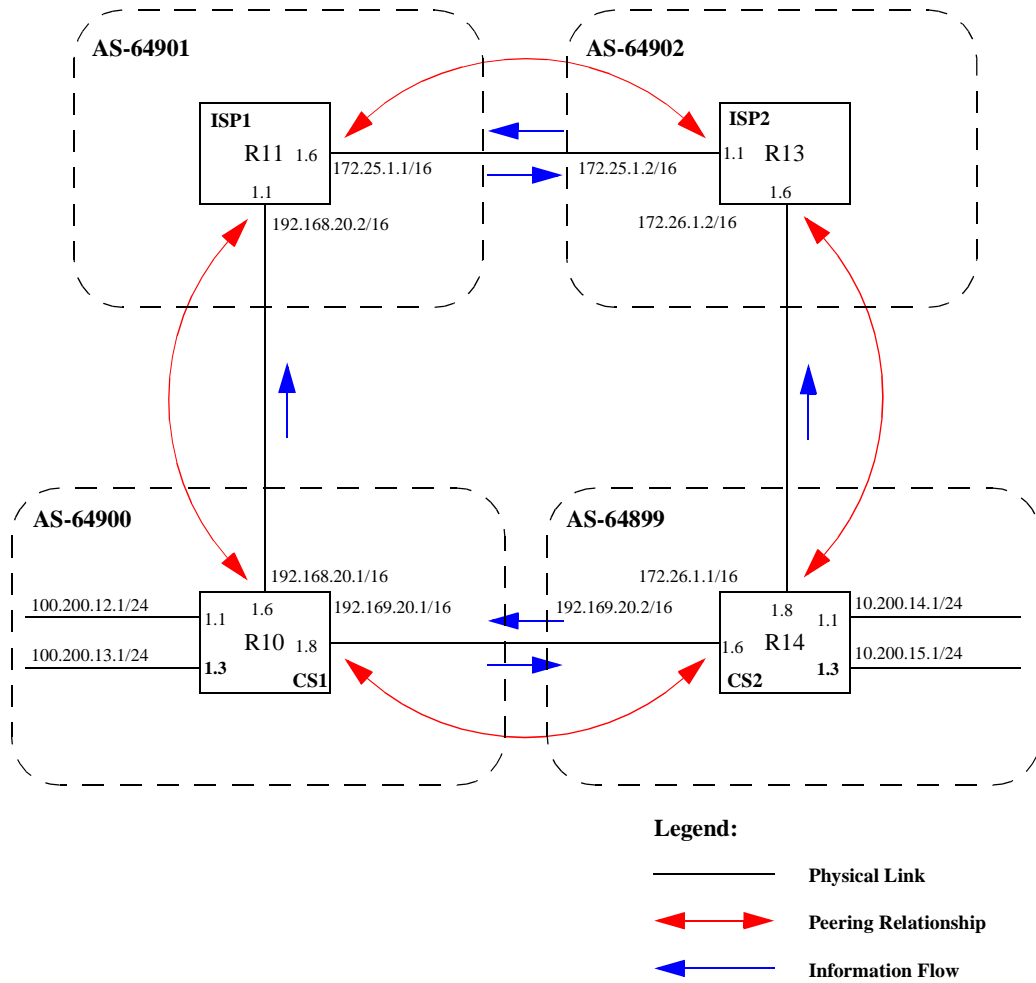 AS-64901
AS-64902
ISP1
R11
1.6
1.1
172.25.1.1/16
192.168.20.2/16
172.25.1.2/16
ISP2
1.1
R13
1.6
172.26.1.2/16
AS-64900
AS-64899
192.168.20.1/16
192.169.20.1/16
100.200.12.1/24
100.200.13.1/24
1.6
1.1
R10
1.8
1.3
CS1
172.26.1.1/16
192.169.20.2/16
1.8
1.1
1.6
R14
1.3
CS2
10.200.14.1/24
10.200.15.1/24
Legend:
Physical Link
Peering Relationship
Information Flow